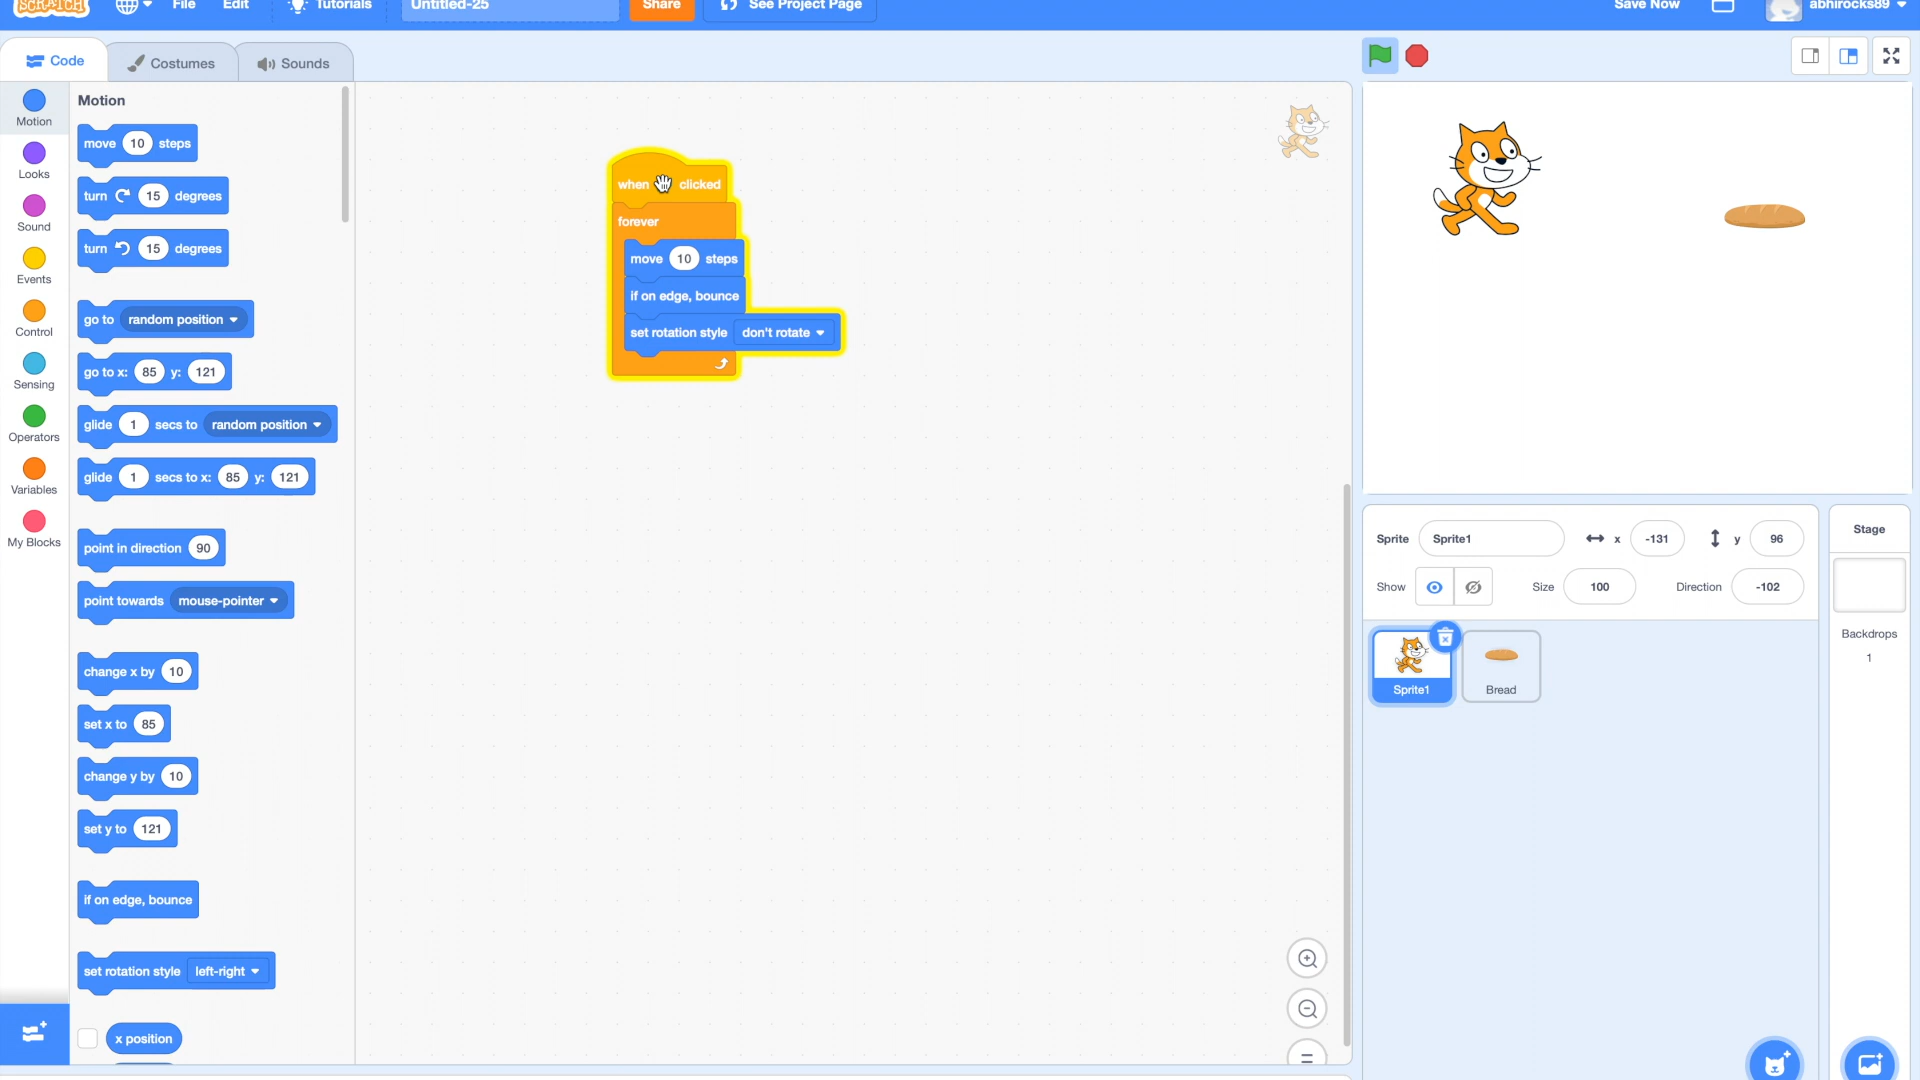 SCRATCH
File
Edit
Tutorials
Untitled-25
Share
See Project Page
Save Now
abhirocks89
Code
Costumes
Sounds
Motion
Looks
Sound
Events
Control
Sensing
Operators
Variables
My Blocks
Motion
move 10 steps
turn 15 degrees
turn 15 degrees
go to random position
go to x: 85 y: 121
glide 1 secs to random position
glide 1 secs to x: 85 y: 121
point in direction 90
point towards mouse-pointer
change x by 10
set x to 85
change y by 10
set y to 121
if on edge, bounce
set rotation style left-right
x position
when clicked
forever
move 10 steps
if on edge, bounce
set rotation style don't rotate
Sprite Sprite1 x -131 y 96
Show Size 100 Direction -102
Sprite1
Bread
Stage
Backdrops
1